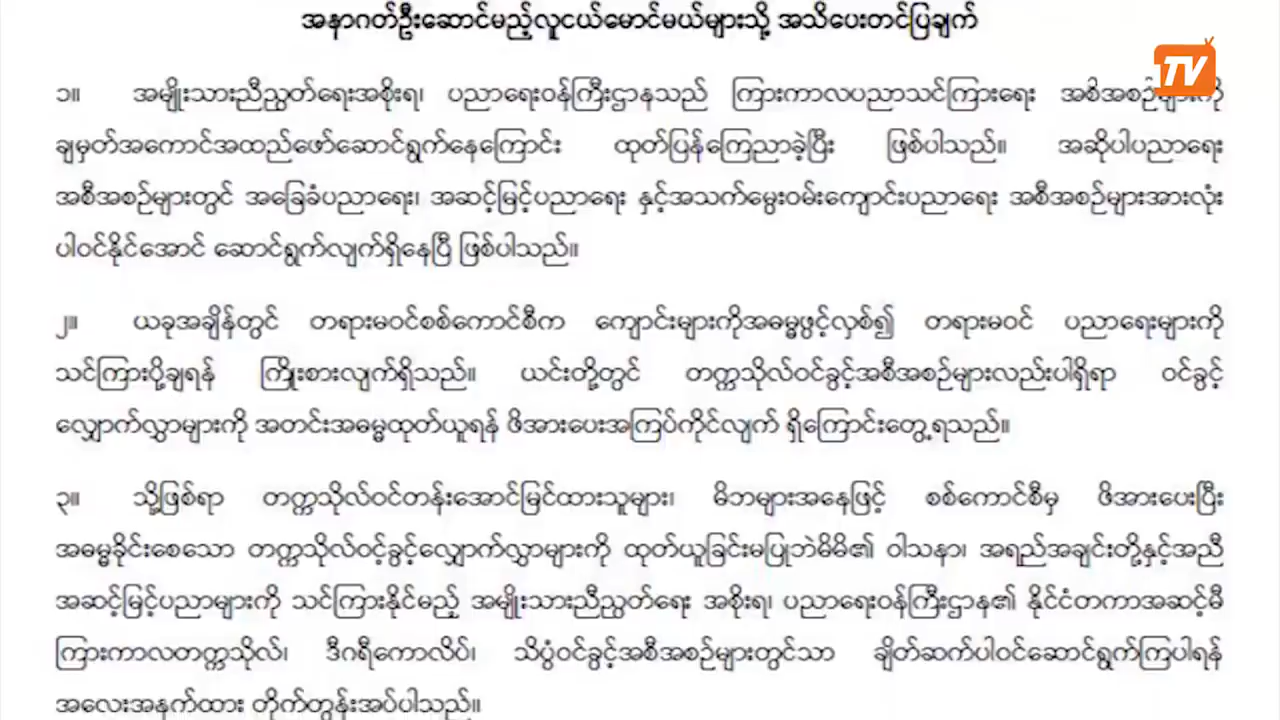 အနာဂတ်ဦးဆောင်မည့်လူငယ်မောင်မယ်များသို့ အသိပေးတင်ပြချက်
TV
၁။ အမျိုးသားညီညွတ်ရေးအစိုးရ၊ ပညာရေးဝန်ကြီးဌာနသည် ကြားကာလပညာသင်ကြားရေး အစီအစဉ်များကို
ချမှတ်အကောင်အထည်ဖော်ဆောင်ရွက်နေကြောင်း ထုတ်ပြန်ကြေညာခဲ့ပြီး ဖြစ်ပါသည်။ အဆိုပါပညာရေး
အစီအစဉ်များတွင် အခြေခံပညာရေး၊ အဆင့်မြင့်ပညာရေး နှင့်အသက်မွေးဝမ်းကျောင်းပညာရေး အစီအစဉ်များအားလုံး
ပါဝင်နိုင်အောင် ဆောင်ရွက်လျက်ရှိနေပြီ ဖြစ်ပါသည်။
၂။ ယခုအချိန်တွင် တရားမဝင်စစ်ကောင်စီက ကျောင်းများကိုအဓမ္မဖွင့်လှစ်၍ တရားမဝင် ပညာရေးများကို
သင်ကြားပို့ချရန် ကြိုးစားလျက်ရှိသည်။ ယင်းတို့တွင် တက္ကသိုလ်ဝင်ခွင့်အစီအစဉ်များလည်းပါရှိရာ ဝင်ခွင့်
လျှောက်လွှာများကို အတင်းအဓမ္မထုတ်ယူရန် ဖိအားပေးအကြပ်ကိုင်လျက် ရှိကြောင်းတွေ့ရသည်။
၃။ သို့ဖြစ်ရာ တက္ကသိုလ်ဝင်တန်းအောင်မြင်ထားသူများ၊ မိဘများအနေဖြင့် စစ်ကောင်စီမှ ဖိအားပေးပြီး
အဓမ္မခိုင်းစေသော တက္ကသိုလ်ဝင့်ခွင့်လျှောက်လွှာများကို ထုတ်ယူခြင်းမပြုဘဲမိမိ၏ ဝါသနာ၊ အရည်အချင်းတို့နှင့်အညီ
အဆင့်မြင့်ပညာများကို သင်ကြားနိုင်မည့် အမျိုးသားညီညွတ်ရေး အစိုးရ၊ ပညာရေးဝန်ကြီးဌာန၏ နိုင်ငံတကာအဆင့်မီ
ကြားကာလတက္ကသိုလ်၊ ဒီဂရီကောလိပ်၊ သိပ္ပံဝင်ခွင့်အစီအစဉ်များတွင်သာ ချိတ်ဆက်ပါဝင်ဆောင်ရွက်ကြပါရန်
အလေးအနက်ထား တိုက်တွန်းအပ်ပါသည်။